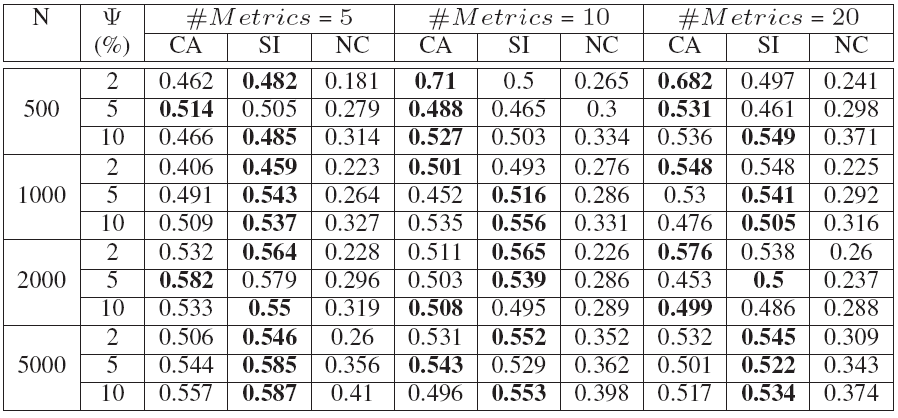 N Ψ #Metrics = 5 #Metrics = 10 #Metrics = 20
(%) CA SI NC CA SI NC CA SI NC
2 0.462 0.482 0.181 0.71 0.5 0.265 0.682 0.497 0.241
500 5 0.514 0.505 0.279 0.488 0.465 0.3 0.531 0.461 0.298
10 0.466 0.485 0.314 0.527 0.503 0.334 0.536 0.549 0.371
2 0.406 0.459 0.223 0.501 0.493 0.276 0.548 0.548 0.225
1000 5 0.491 0.543 0.264 0.452 0.516 0.286 0.53 0.541 0.292
10 0.509 0.537 0.327 0.535 0.556 0.331 0.476 0.505 0.316
2 0.532 0.564 0.228 0.511 0.565 0.226 0.576 0.538 0.26
2000 5 0.582 0.579 0.296 0.503 0.539 0.286 0.453 0.5 0.237
10 0.533 0.55 0.319 0.508 0.495 0.289 0.499 0.486 0.288
2 0.506 0.546 0.26 0.531 0.552 0.352 0.532 0.545 0.309
5000 5 0.544 0.585 0.356 0.543 0.529 0.362 0.501 0.522 0.343
10 0.557 0.587 0.41 0.496 0.553 0.398 0.517 0.534 0.374